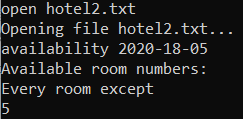 open hotel2.txt
Opening file hotel2.txt...
availability 2020-18-05
Available room numbers:
Every room except
5